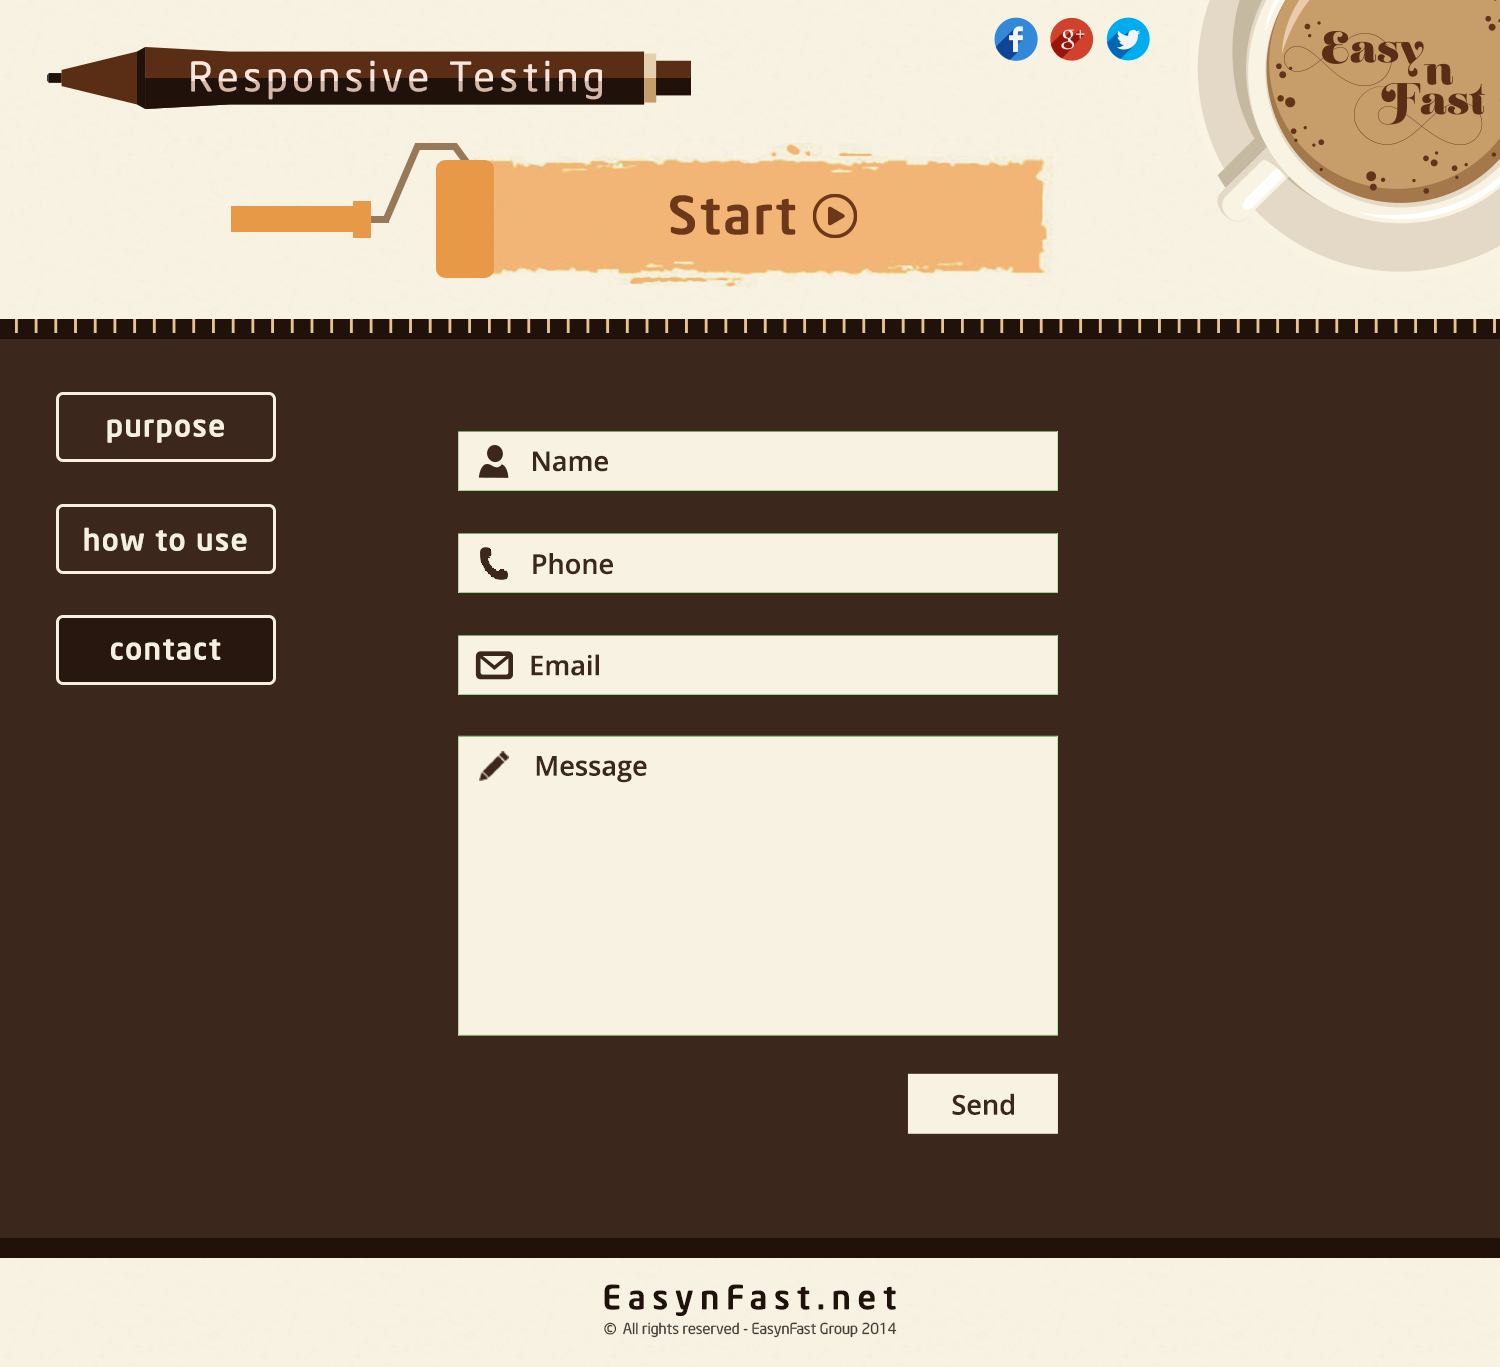 Responsive Testing
f
g+
Easy
'n
Fast
Start
purpose
how to use
contact
Name
Phone
Email
Message
Send
EasynFast.net
© All rights reserved - EasynFast Group 2014